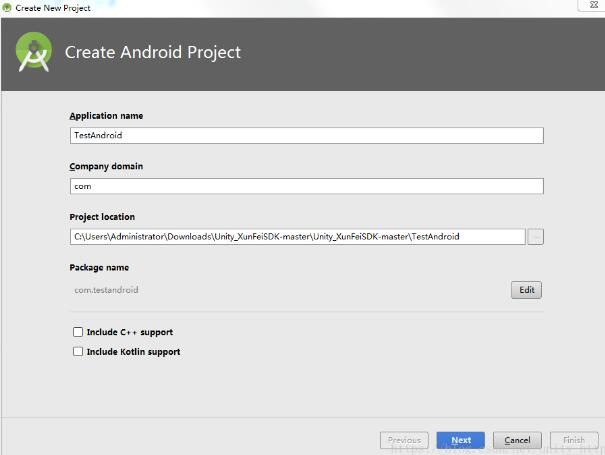 Create New Project
Create Android Project
Application name
TestAndroid
Company domain
com
Project location
C:\Users\Administrator\Downloads\Unity_XunFeiSDK-master\Unity_XunFeiSDK-master\TestAndroid
...
Package name
com.testandroid
Edit
Include C++ support
Include Kotlin support
Previous
Next
Cancel
Finish